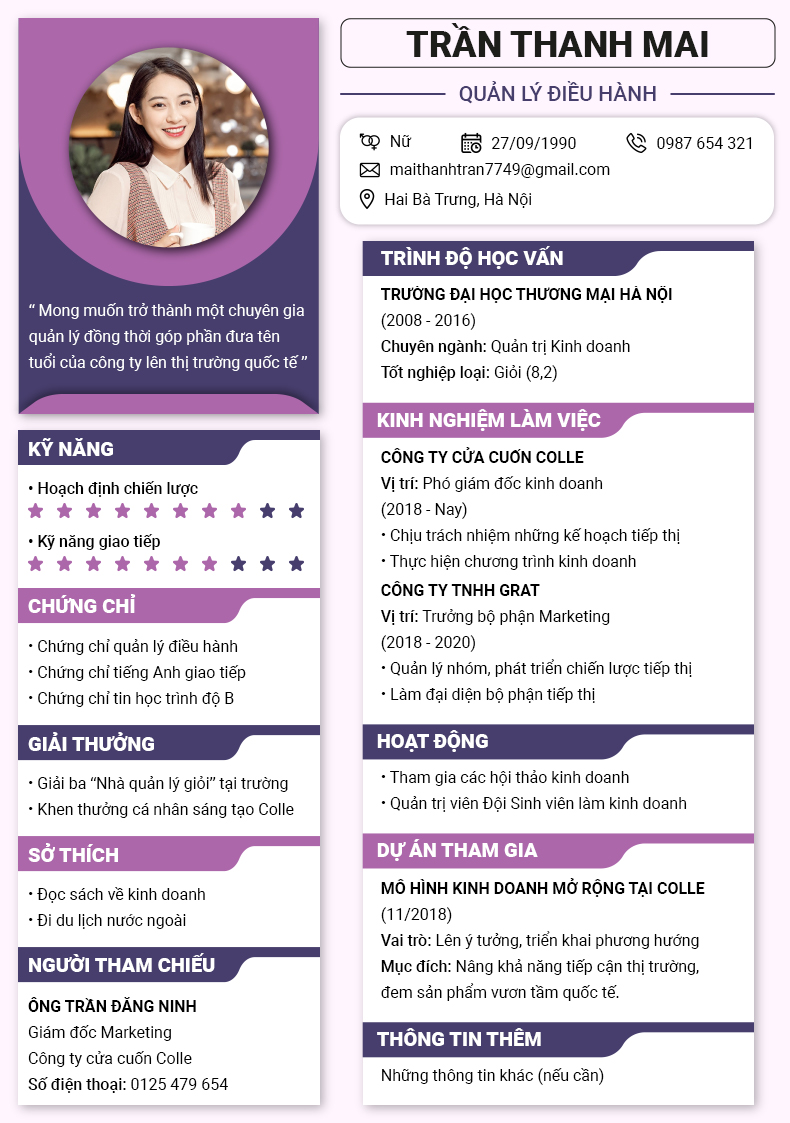 TRẦN THANH MAI
QUẢN LÝ ĐIỀU HÀNH
Nữ
27/09/1990
0987 654 321
maithanhtran7749@gmail.com
Hai Bà Trưng, Hà Nội
“ Mong muốn trở thành một chuyên gia
quản lý đồng thời góp phần đưa tên
tuổi của công ty lên thị trường quốc tế ”
KỸ NĂNG
• Hoạch định chiến lược
• Kỹ năng giao tiếp
CHỨNG CHỈ
• Chứng chỉ quản lý điều hành
• Chứng chỉ tiếng Anh giao tiếp
• Chứng chỉ tin học trình độ B
GIẢI THƯỞNG
• Giải ba “Nhà quản lý giỏi” tại trường
• Khen thưởng cá nhân sáng tạo Colle
SỞ THÍCH
• Đọc sách về kinh doanh
• Đi du lịch nước ngoài
NGƯỜI THAM CHIẾU
ÔNG TRẦN ĐĂNG NINH
Giám đốc Marketing
Công ty cửa cuốn Colle
Số điện thoại: 0125 479 654
TRÌNH ĐỘ HỌC VẤN
TRƯỜNG ĐẠI HỌC THƯƠNG MẠI HÀ NỘI
(2008 - 2016)
Chuyên ngành: Quản trị Kinh doanh
Tốt nghiệp loại: Giỏi (8,2)
KINH NGHIỆM LÀM VIỆC
CÔNG TY CỬA CUỐN COLLE
Vị trí: Phó giám đốc kinh doanh
(2018 - Nay)
• Chịu trách nhiệm những kế hoạch tiếp thị
• Thực hiện chương trình kinh doanh
CÔNG TY TNHH GRAT
Vị trí: Trưởng bộ phận Marketing
(2018 - 2020)
• Quản lý nhóm, phát triển chiến lược tiếp thị
• Làm đại diện bộ phận tiếp thị
HOẠT ĐỘNG
• Tham gia các hội thảo kinh doanh
• Quản trị viên Đội Sinh viên làm kinh doanh
DỰ ÁN THAM GIA
MÔ HÌNH KINH DOANH MỞ RỘNG TẠI COLLE
(11/2018)
Vai trò: Lên ý tưởng, triển khai phương hướng
Mục đích: Nâng khả năng tiếp cận thị trường,
đem sản phẩm vươn tầm quốc tế.
THÔNG TIN THÊM
Những thông tin khác (nếu cần)